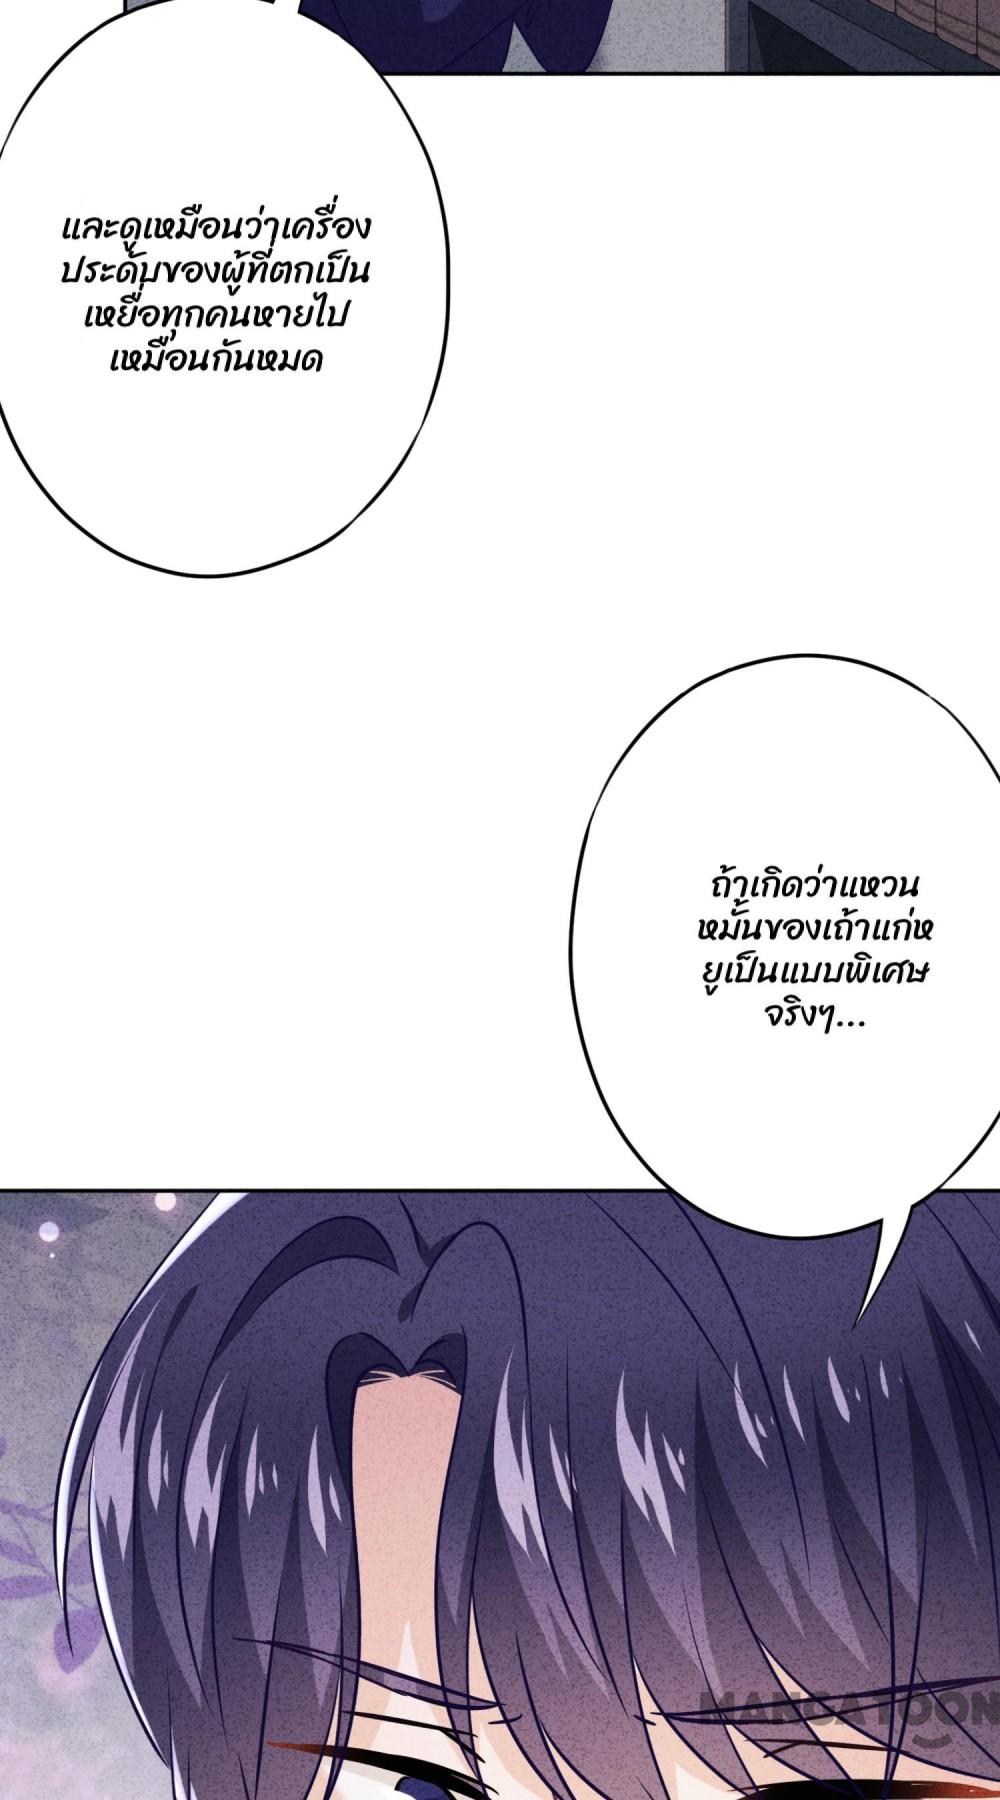 และดูเหมือนว่าเครื่อง
ประดับของผู้ที่ตกเป็น
เหยื่อทุกคนหายไป
เหมือนกันหมด
ถ้าเกิดว่าแหวน
หมั้นของเถ้าแก่ห
ยูเป็นแบบพิเศษ
จริงๆ...
MANGATOON